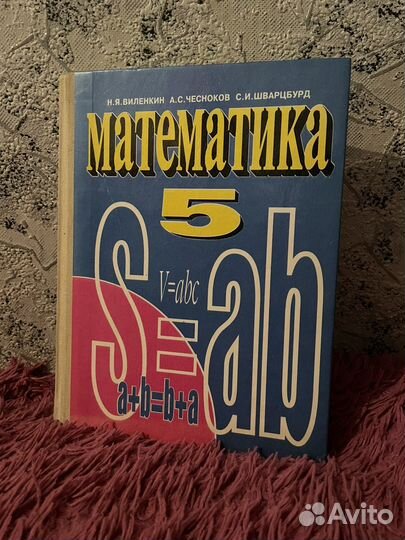 Н.Я.ВИЛЕНКИН А.С.ЧЕСНОКОВ С.И.ШВАРЦБУРД
Математика
5
V=abc
S=ab
a+b=b+a
Avito